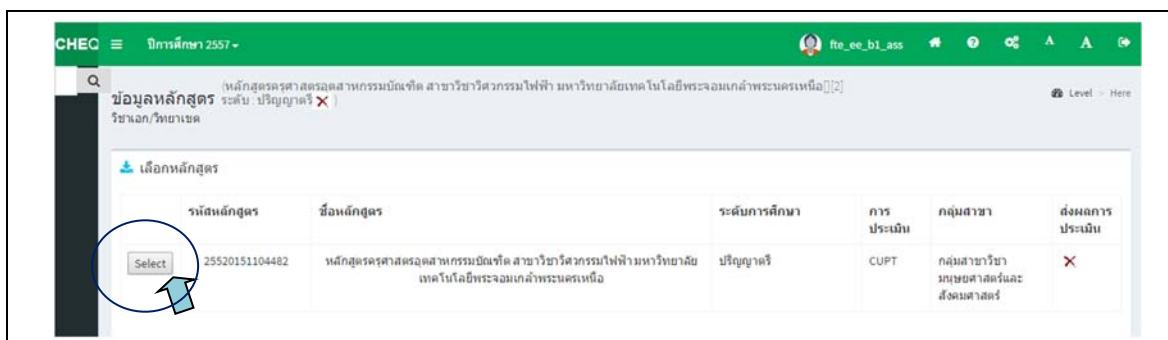 CHEQ ปีการศึกษา 2557 fte_ee_b1_ass A A
ข้อมูลหลักสูตร (หลักสูตรครุศาสตรอุตสาหกรรมบัณฑิต สาขาวิชาวิศวกรรมไฟฟ้า มหาวิทยาลัยเทคโนโลยีพระจอมเกล้าพระนครเหนือ[][2]
ระดับ : ปริญญาตรี ) Level > Here
วิชาเอก/วิทยาเขต
เลือกหลักสูตร
รหัสหลักสูตร ชื่อหลักสูตร ระดับการศึกษา การ กลุ่มสาขา ส่งผลการ
ประเมิน ประเมิน
Select 25520151104482 หลักสูตรครุศาสตรอุตสาหกรรมบัณฑิต สาขาวิชาวิศวกรรมไฟฟ้า มหาวิทยาลัย ปริญญาตรี CUPT กลุ่มสาขาวิชา
เทคโนโลยีพระจอมเกล้าพระนครเหนือ มนุษยศาสตร์และ
สังคมศาสตร์